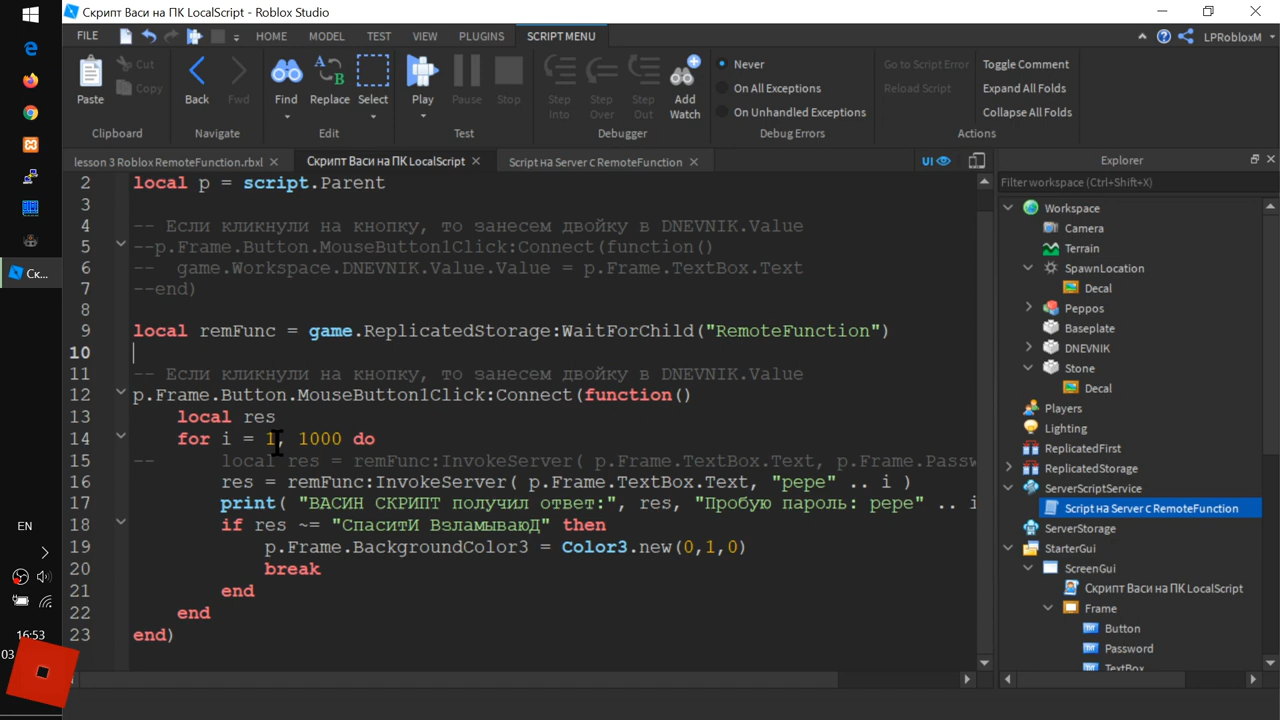 Скрипт Васи на ПК LocalScript - Roblox Studio
FILE HOME MODEL TEST VIEW PLUGINS SCRIPT MENU LPRobloxM
Paste Cut Copy Back Fwd Find Replace Select Play Pause Stop Step Into Step Over Step Out Add Watch
Never
On All Exceptions
On Unhandled Exceptions
Go to Script Error
Reload Script
Toggle Comment
Expand All Folds
Collapse All Folds
Clipboard Navigate Edit Test Debugger Debug Errors Actions
lesson 3 Roblox RemoteFunction.rbxl Скрипт Васи на ПК LocalScript Script на Server с RemoteFunction UI
2 local p = script.Parent
3
4 -- Если кликнули на кнопку, то занесем двойку в DNEVNIK.Value
5 --p.Frame.Button.MouseButton1Click:Connect(function()
6 -- game.Workspace.DNEVNIK.Value.Value = p.Frame.TextBox.Text
7 --end)
8
9 local remFunc = game.ReplicatedStorage:WaitForChild("RemoteFunction")
10
11 -- Если кликнули на кнопку, то занесем двойку в DNEVNIK.Value
12 p.Frame.Button.MouseButton1Click:Connect(function()
13 local res
14 for i = 1, 1000 do
15 -- local res = remFunc:InvokeServer( p.Frame.TextBox.Text, p.Frame.Passw
16 res = remFunc:InvokeServer( p.Frame.TextBox.Text, "pepe" .. i )
17 print( "ВАСИН СКРИПТ получил ответ:", res, "Пробую пароль: pepe" .. i
18 if res ~= "СпаситИ ВзламываюД" then
19 p.Frame.BackgroundColor3 = Color3.new(0,1,0)
20 break
21 end
22 end
23 end)
Explorer
Filter workspace (Ctrl+Shift+X)
Workspace
Camera
Terrain
SpawnLocation
Decal
Peppos
Baseplate
DNEVNIK
Stone
Decal
Players
Lighting
ReplicatedFirst
ReplicatedStorage
ServerScriptService
Script на Server с RemoteFunction
ServerStorage
StarterGui
ScreenGui
Скрипт Васи на ПК LocalScript
Frame
Button
Password
TextBox
Ск...
EN
16:53
03